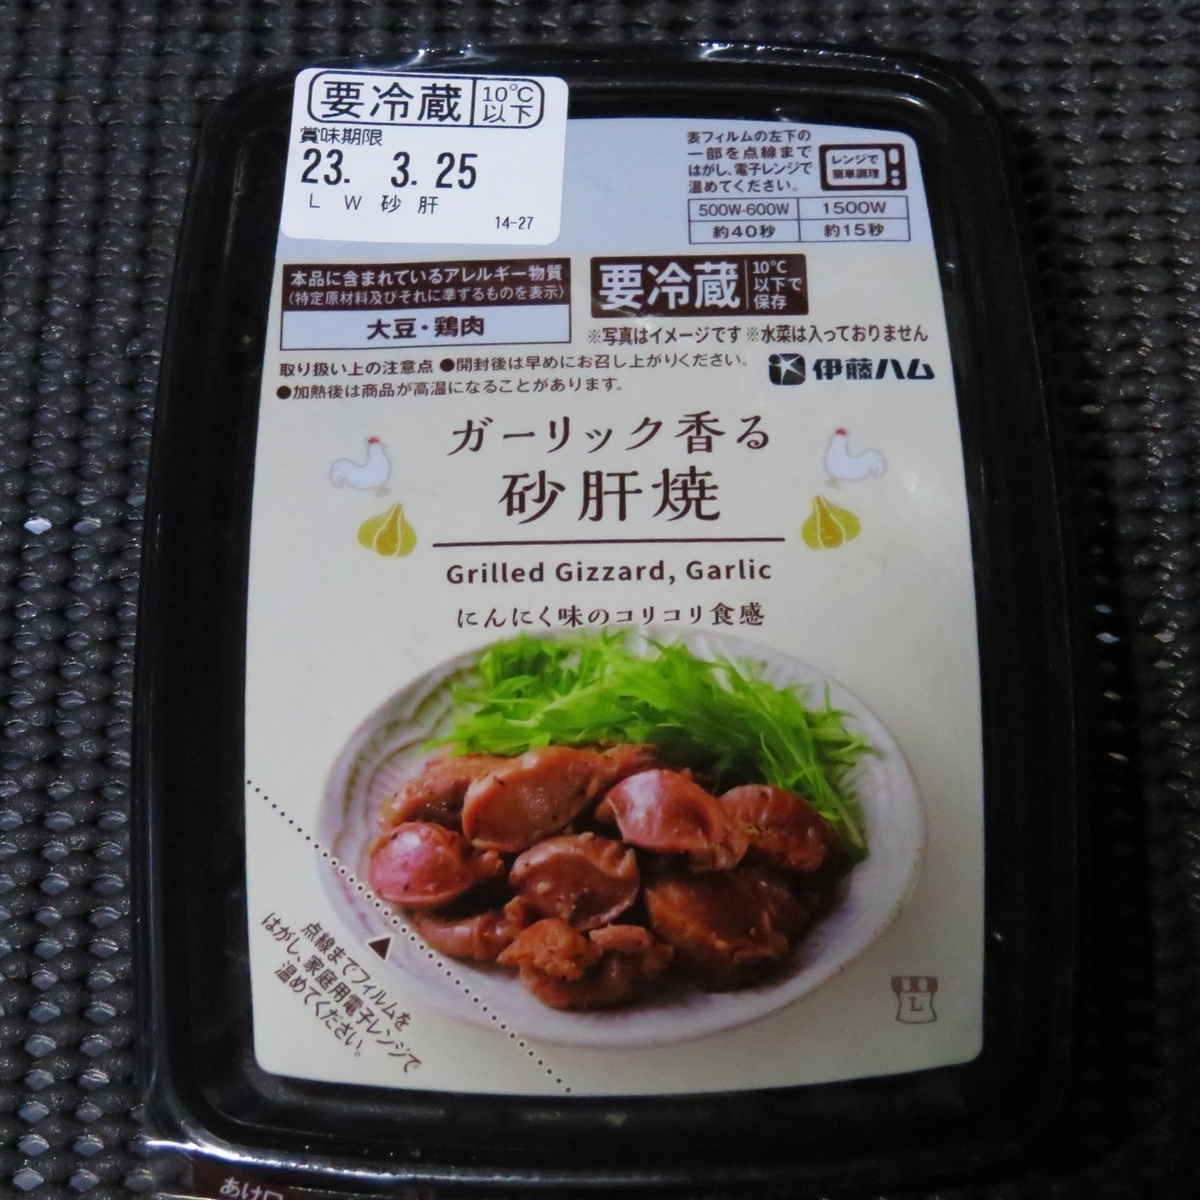 要冷蔵 10℃以下
賞味期限
23. 3. 25
L W 砂 肝
14-27
表フィルムの左下の
一部を点線まで
はがし、電子レンジで
温めてください。
レンジで
簡単調理
500W-600W 1500W
約40秒 約15秒
本品に含まれているアレルギー物質
〈特定原材料及びそれに準ずるものを表示〉
大豆・鶏肉
要冷蔵 10℃以下で保存
※写真はイメージです ※水菜は入っておりません
取り扱い上の注意点 ●開封後は早めにお召し上がりください。
●加熱後は商品が高温になることがあります。
伊藤ハム
ガーリック香る
砂肝焼
Grilled Gizzard, Garlic
にんにく味のコリコリ食感
点線までフィルムを
はがし、家庭用電子レンジで
温めてください。
L
あけ口